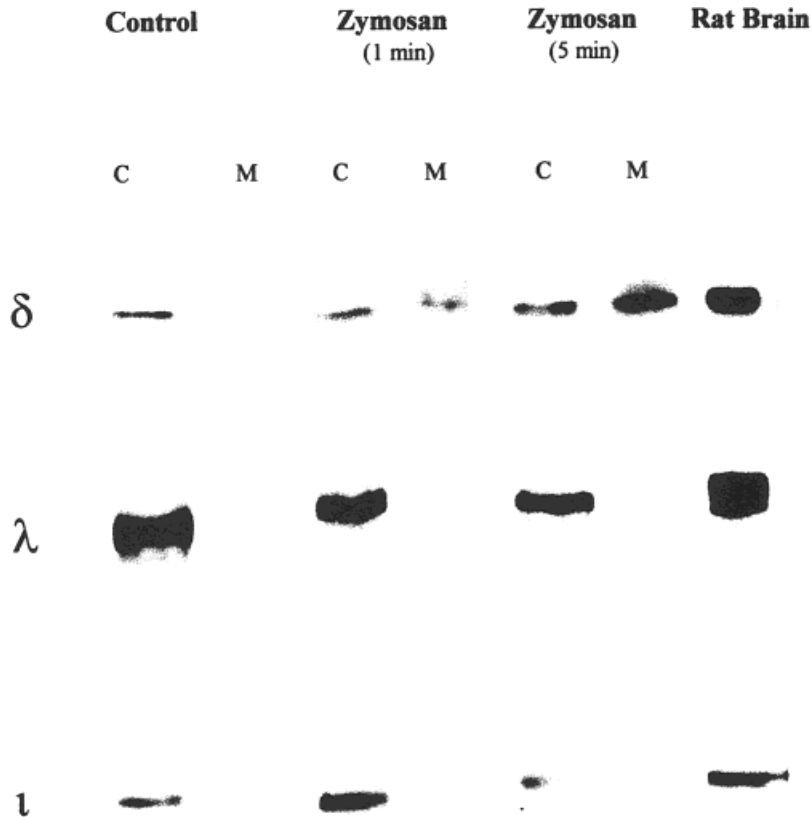 Control Zymosan Zymosan Rat Brain
(1 min) (5 min)
C M C M C M
δ
λ
ι